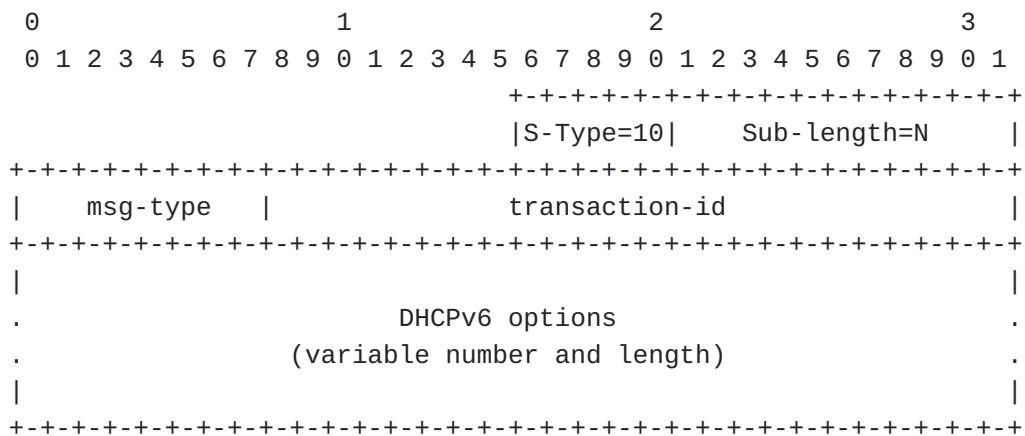 0                   1                   2                   3
 0 1 2 3 4 5 6 7 8 9 0 1 2 3 4 5 6 7 8 9 0 1 2 3 4 5 6 7 8 9 0 1
                                +-+-+-+-+-+-+-+-+-+-+-+-+-+-+-+-+
                                |S-Type=10|    Sub-length=N     |
+-+-+-+-+-+-+-+-+-+-+-+-+-+-+-+-+-+-+-+-+-+-+-+-+-+-+-+-+-+-+-+-+
|    msg-type   |               transaction-id                  |
+-+-+-+-+-+-+-+-+-+-+-+-+-+-+-+-+-+-+-+-+-+-+-+-+-+-+-+-+-+-+-+-+
|                                                               |
.                        DHCPv6 options                         .
.                 (variable number and length)                  .
|                                                               |
+-+-+-+-+-+-+-+-+-+-+-+-+-+-+-+-+-+-+-+-+-+-+-+-+-+-+-+-+-+-+-+-+